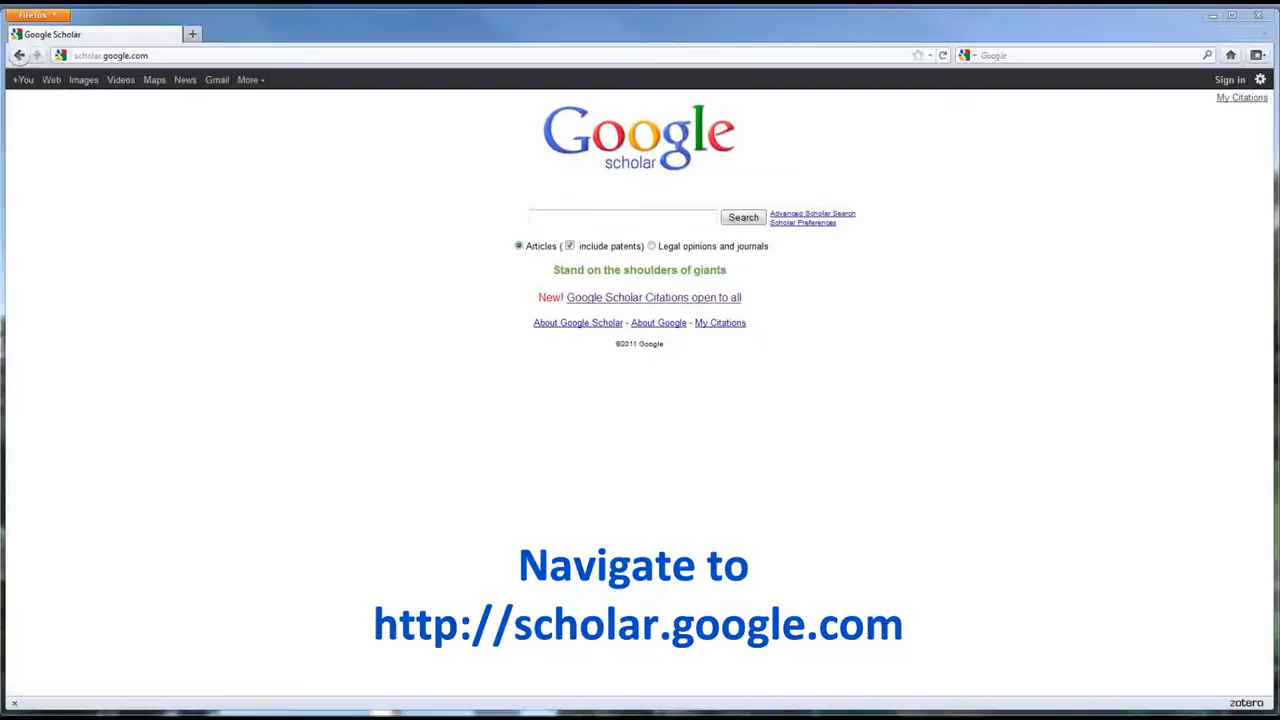 Firefox
Google Scholar
scholar.google.com
Google
+You Web Images Videos Maps News Gmail More
Sign in
My Citations
Google
scholar
Search
Advanced Scholar Search
Scholar Preferences
Articles ( include patents) Legal opinions and journals
Stand on the shoulders of giants
New! Google Scholar Citations open to all
About Google Scholar - About Google - My Citations
©2011 Google
Navigate to
http://scholar.google.com
zotero